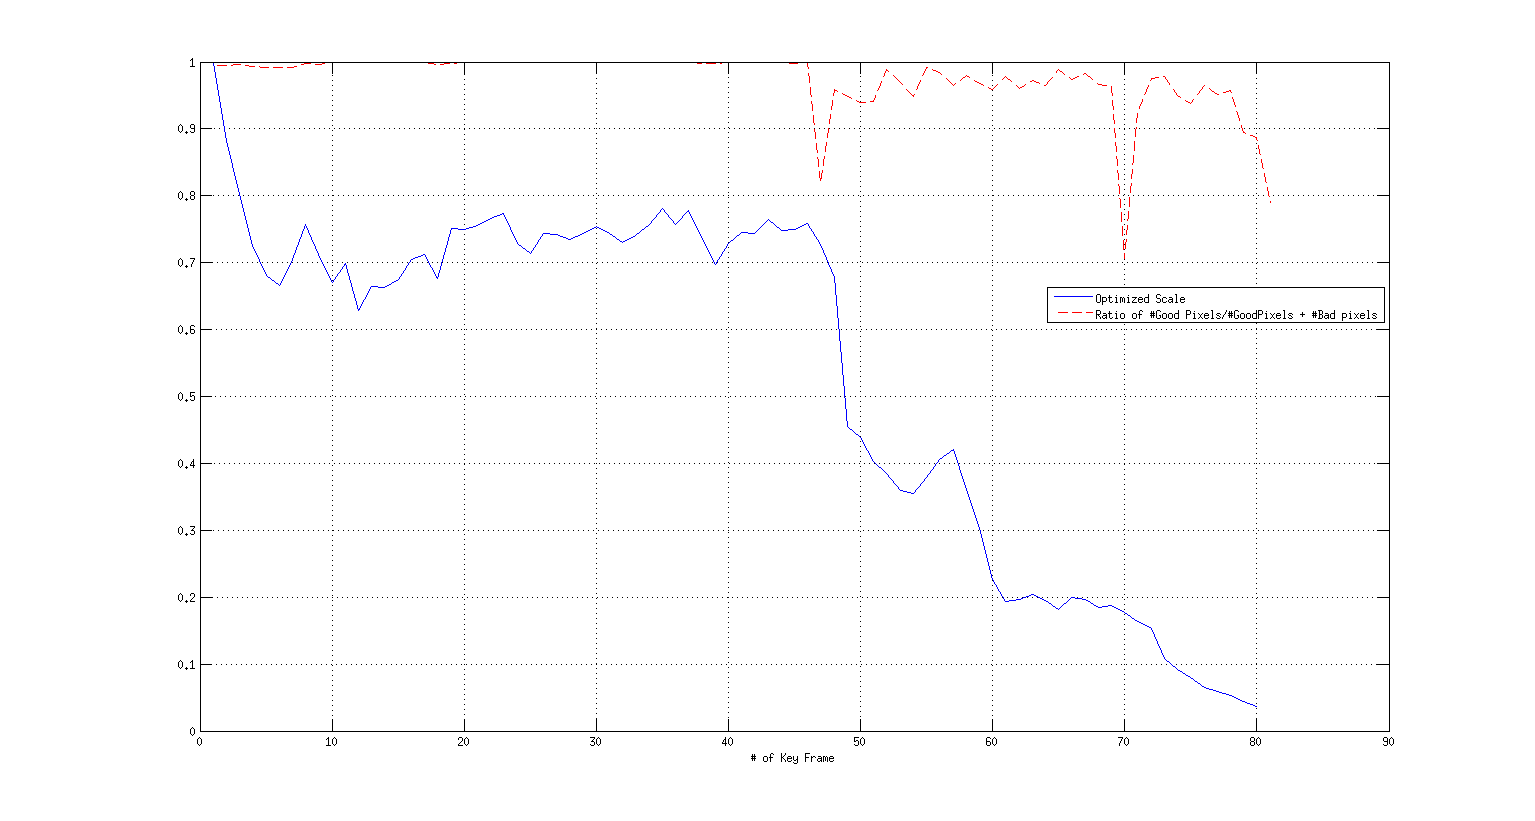 1
0.9
0.8
0.7
0.6
0.5
0.4
0.3
0.2
0.1
0
Optimized Scale
Ratio of #Good Pixels/#GoodPixels + #Bad pixels
0 10 20 30 40 50 60 70 80 90
# of Key Frame